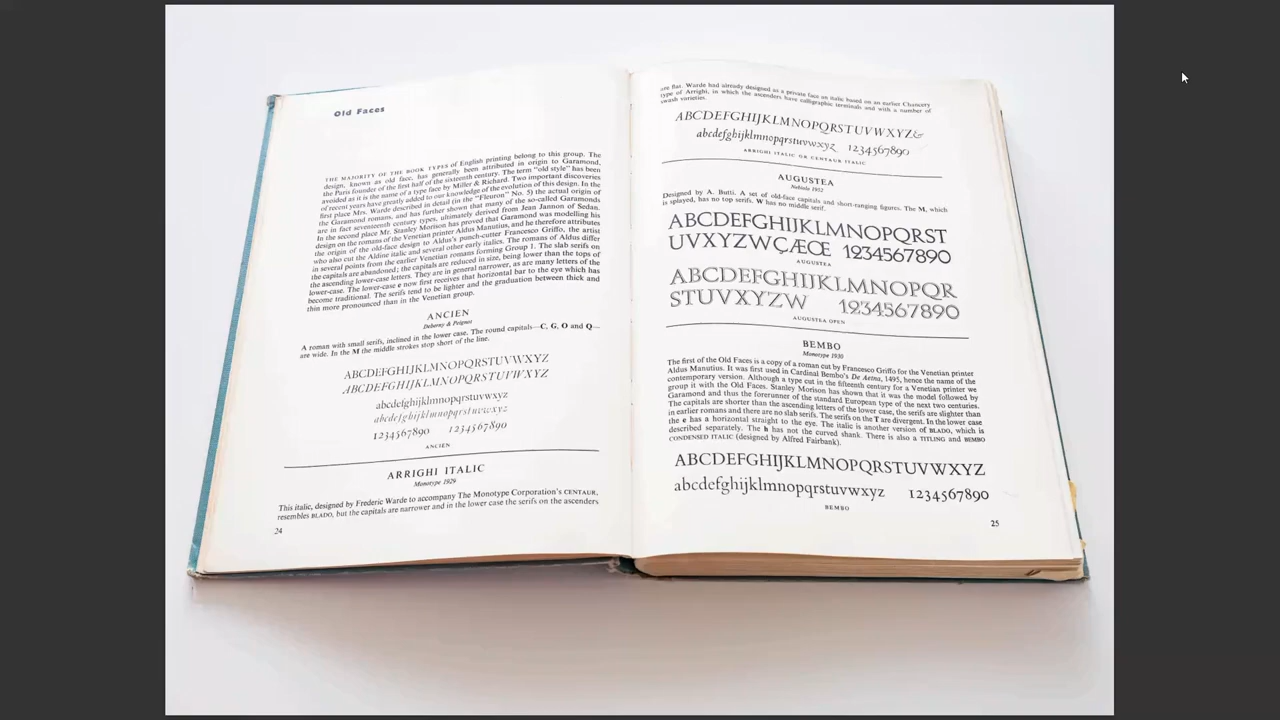 Old Faces
THE MAJORITY OF THE BOOK TYPES of English printing belong to this group. The
design, known as old face, has generally been attributed in origin to Garamond,
the Paris founder of the first half of the sixteenth century. The term "old style" has been
avoided as it is the name of a type face by Miller & Richard. Two important discoveries
of recent years have greatly added to our knowledge of the evolution of this design. In the
first place Mrs. Warde described in detail (in the "Fleuron" No. 5) the actual origin of
the Garamond romans, and has further shown that many of the so-called Garamonds
are in fact seventeenth century types, ultimately derived from Jean Jannon of Sedan.
In the second place Mr. Stanley Morison has proved that Garamond was modelling his
design on the romans of the Venetian printer Aldus Manutius, and he therefore attributes
the origin of the old-face design to Aldus's punch-cutter Francesco Griffo, the artist
who also cut the Aldine italic and several other early italics. The romans of Aldus differ
in several points from the earlier Venetian romans forming Group 1. The slab serifs on
the capitals are abandoned; the capitals are reduced in size, being lower than the tops of
the ascending lower-case letters. They are in general narrower, as are many letters of the
lower-case. The lower-case e now first receives that horizontal bar to the eye which has
become traditional. The serifs tend to be lighter and the graduation between thick and
thin more pronounced than in the Venetian group.
ANCIEN
Deberny & Peignot
A roman with small serifs, inclined in the lower case. The round capitals—C, G, O and Q—
are wide. In the M the middle strokes stop short of the line.
ABCDEFGHIJKLMNOPQRSTUVWXYZ
ABCDEFGHIJKLMNOPQRSTUVWXYZ
abcdefghijklmnopqrstuvwxyz
abcdefghijklmnopqrstuvwxyz
1234567890 1234567890
ANCIEN
ARRIGHI ITALIC
Monotype 1929
This italic, designed by Frederic Warde to accompany The Monotype Corporation's CENTAUR,
resembles BLADO, but the capitals are narrower and in the lower case the serifs on the ascenders
24
are flat. Warde had already designed as a private face an italic based on an earlier Chancery
type of Arrighi, in which the ascenders have calligraphic terminals and with a number of
swash varieties.
ABCDEFGHIJKLMNOPQRSTUVWXYZ&
abcdefghijklmnopqrstuvwxyz 1234567890
ARRIGHI ITALIC OR CENTAUR ITALIC
AUGUSTEA
Nebiolo 1952
Designed by A. Butti. A set of old-face capitals and short-ranging figures. The M, which
is splayed, has no top serifs. W has no middle serif.
ABCDEFGHIJKLMNOPQRST
UVXYZWÇÆŒ 1234567890
AUGUSTEA
ABCDEFGHIJKLMNOPQR
STUVXYZW 1234567890
AUGUSTEA OPEN
BEMBO
Monotype 1930
The first of the Old Faces is a copy of a roman cut by Francesco Griffo for the Venetian printer
Aldus Manutius. It was first used in Cardinal Bembo's De Aetna, 1495, hence the name of the
contemporary version. Although a type cut in the fifteenth century for a Venetian printer we
group it with the Old Faces. Stanley Morison has shown that it was the model followed by
Garamond and thus the forerunner of the standard European type of the next two centuries.
The capitals are shorter than the ascending letters of the lower case, the serifs are slighter than
in earlier romans and there are no slab serifs. The serifs on the T are divergent. In the lower case
the e has a horizontal straight to the eye. The italic is another version of BLADO, which is
described separately. The h has not the curved shank. There is also a TITLING and BEMBO
CONDENSED ITALIC (designed by Alfred Fairbank).
ABCDEFGHIJKLMNOPQRSTUVWXYZ
abcdefghijklmnopqrstuvwxyz 1234567890
BEMBO
25